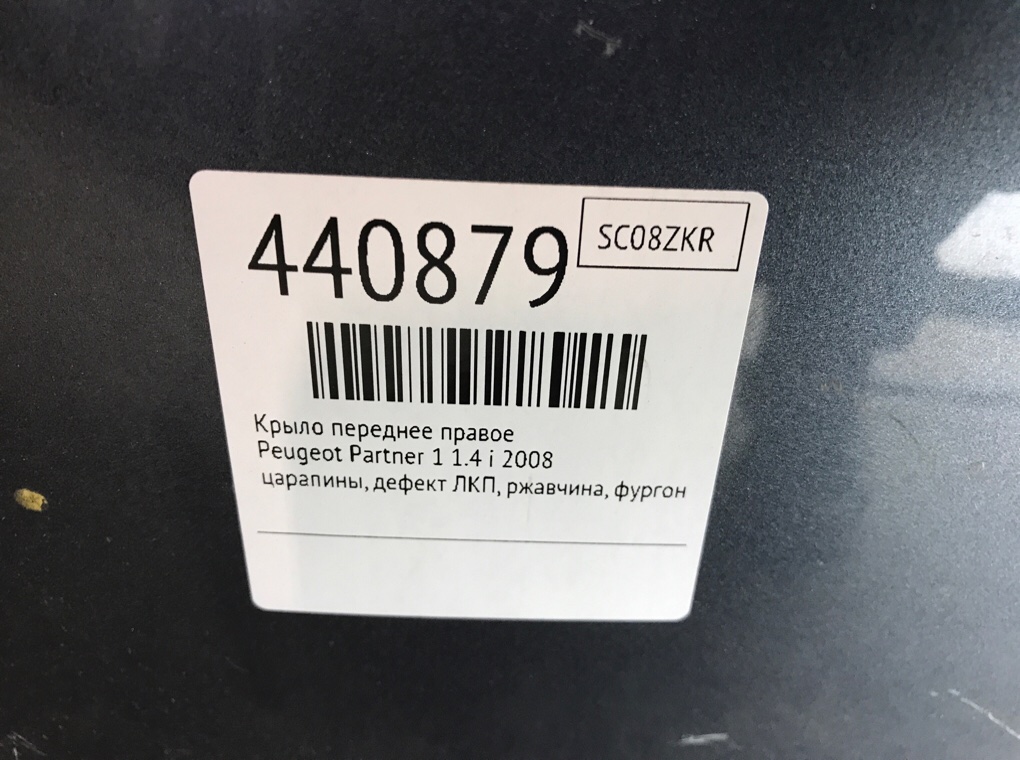 440879
SC08ZKR
Крыло переднее правое
Peugeot Partner 1 1.4 i 2008
царапины, дефект ЛКП, ржавчина, фургон